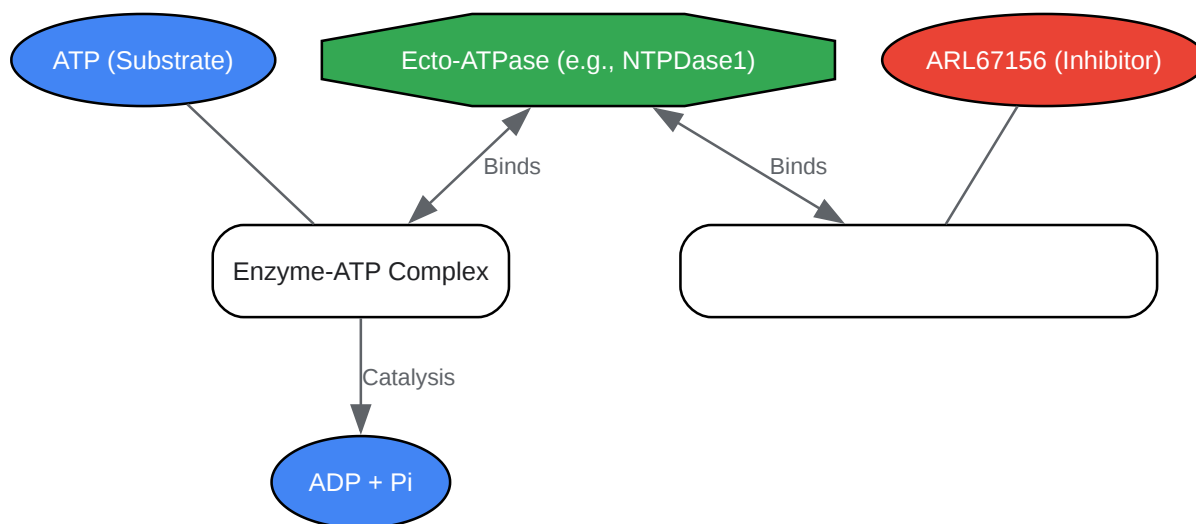 ATP (Substrate)
Ecto-ATPase (e.g., NTPDase1)
ARL67156 (Inhibitor)
Binds
Binds
Enzyme-ATP Complex
Catalysis
ADP + Pi